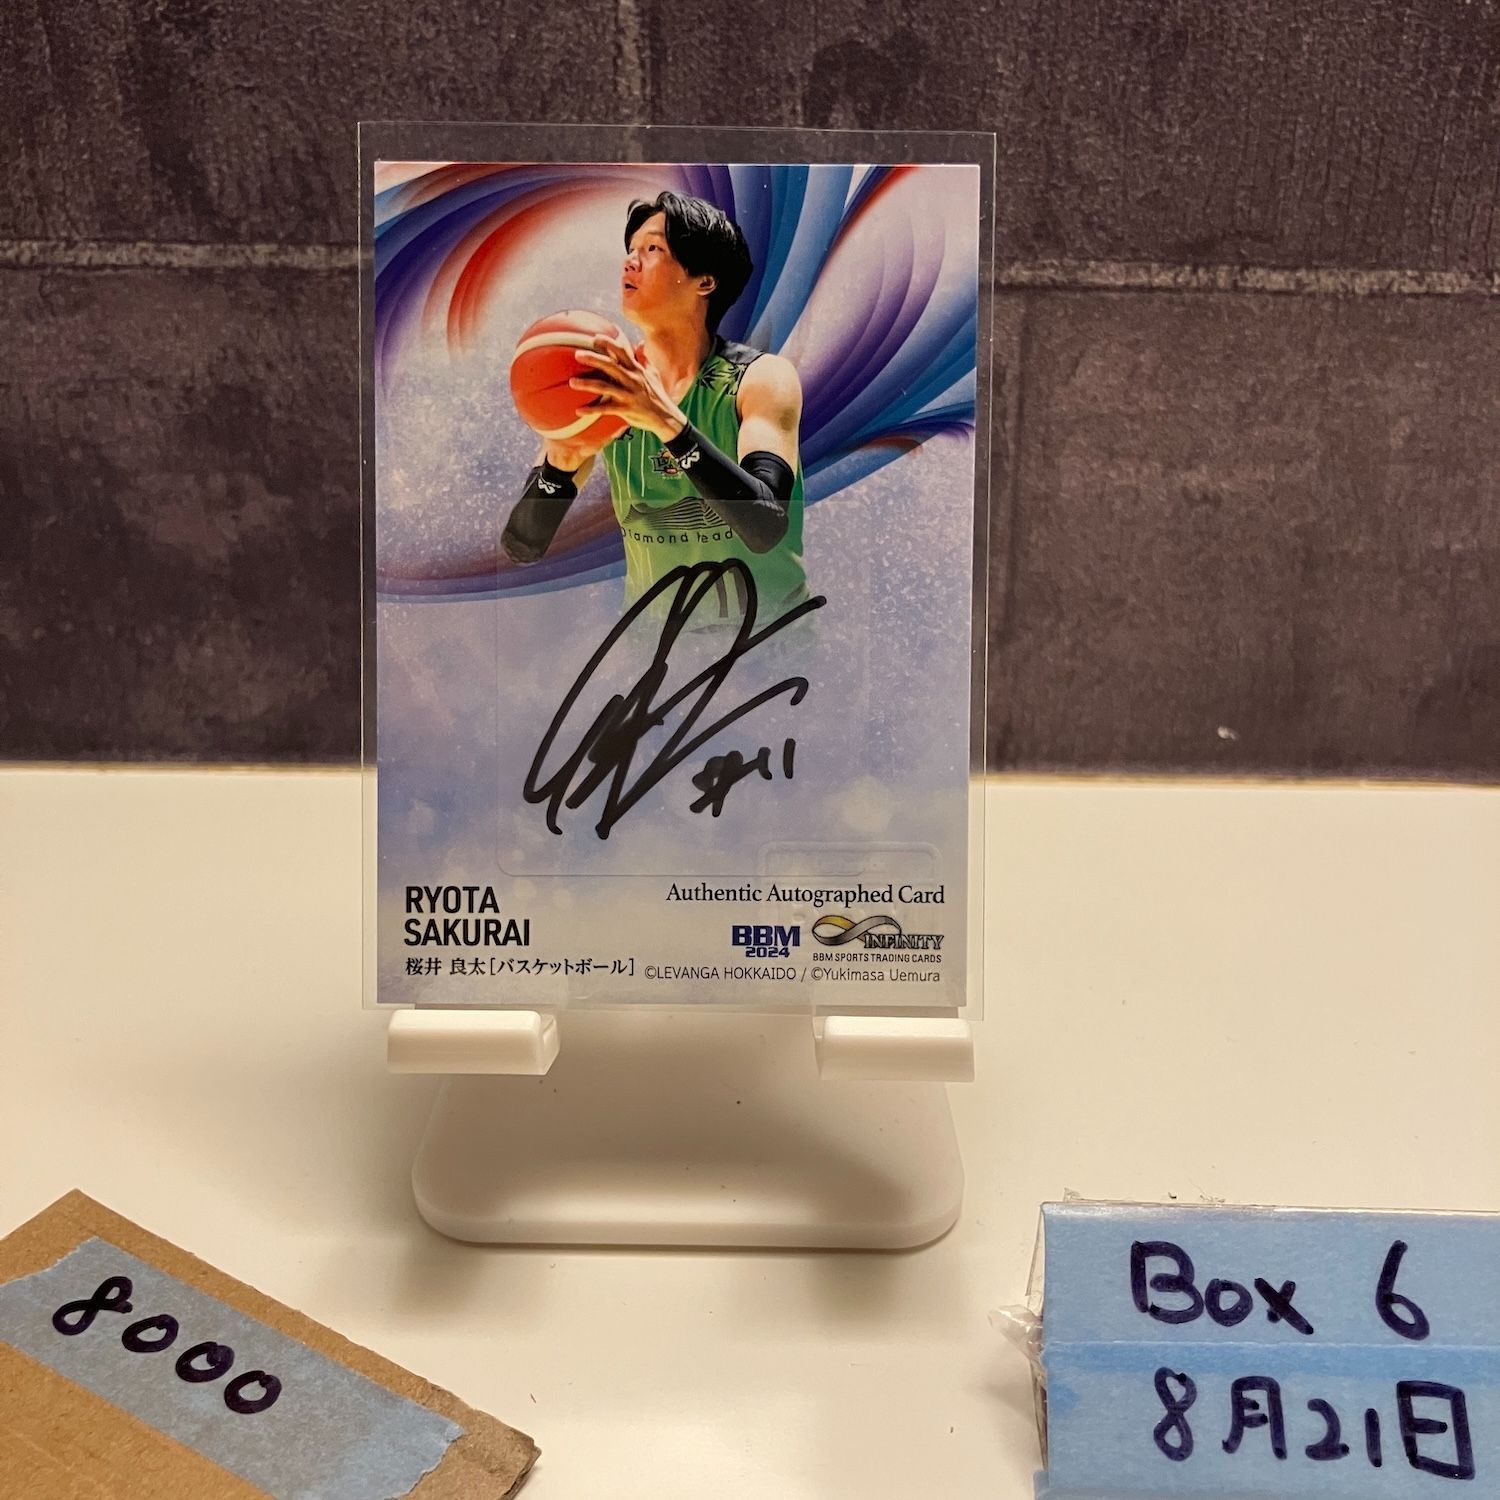 Diamond head
#11
RYOTA
SAKURAI
桜井 良太[バスケットボール]
Authentic Autographed Card
BBM
2024
INFINITY
BBM SPORTS TRADING CARDS
©LEVANGA HOKKAIDO / ©Yukimasa Uemura
8000
Box 6
8月21日